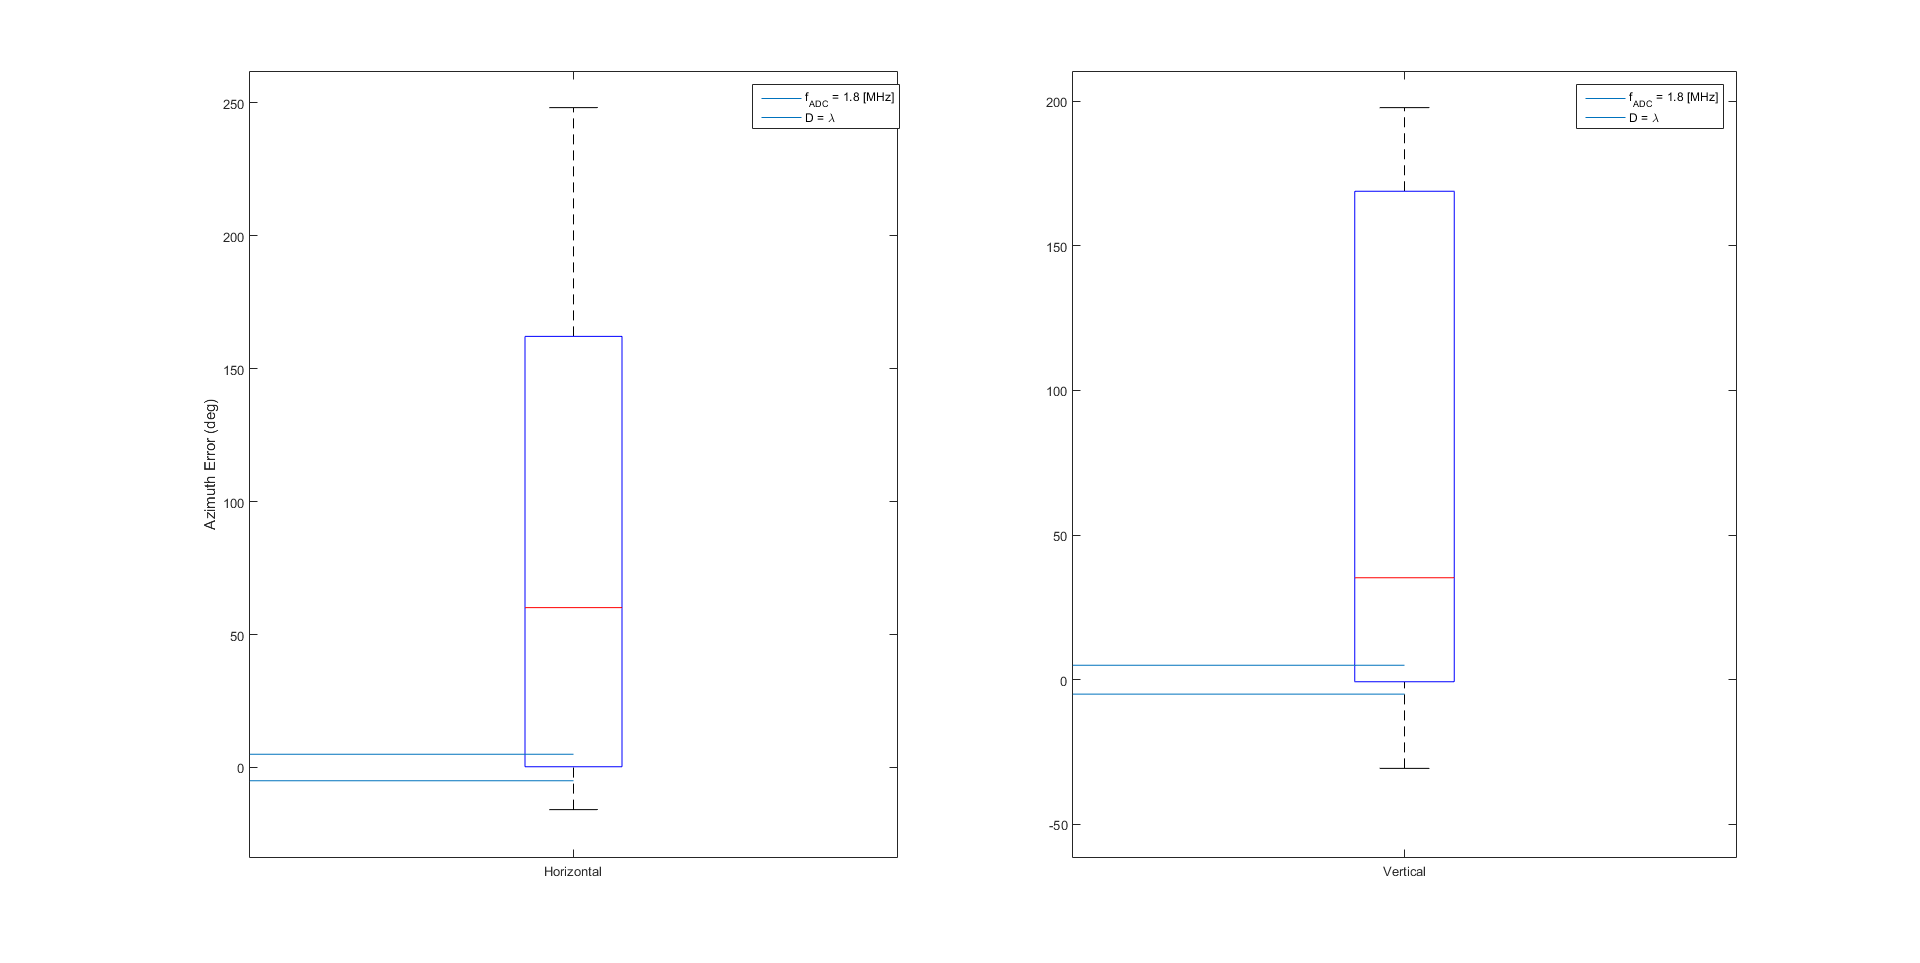 Azimuth Error (deg)
250
200
150
100
50
0
Horizontal
f_ADC = 1.8 [MHz]
D = λ
200
150
100
50
0
-50
Vertical
f_ADC = 1.8 [MHz]
D = λ